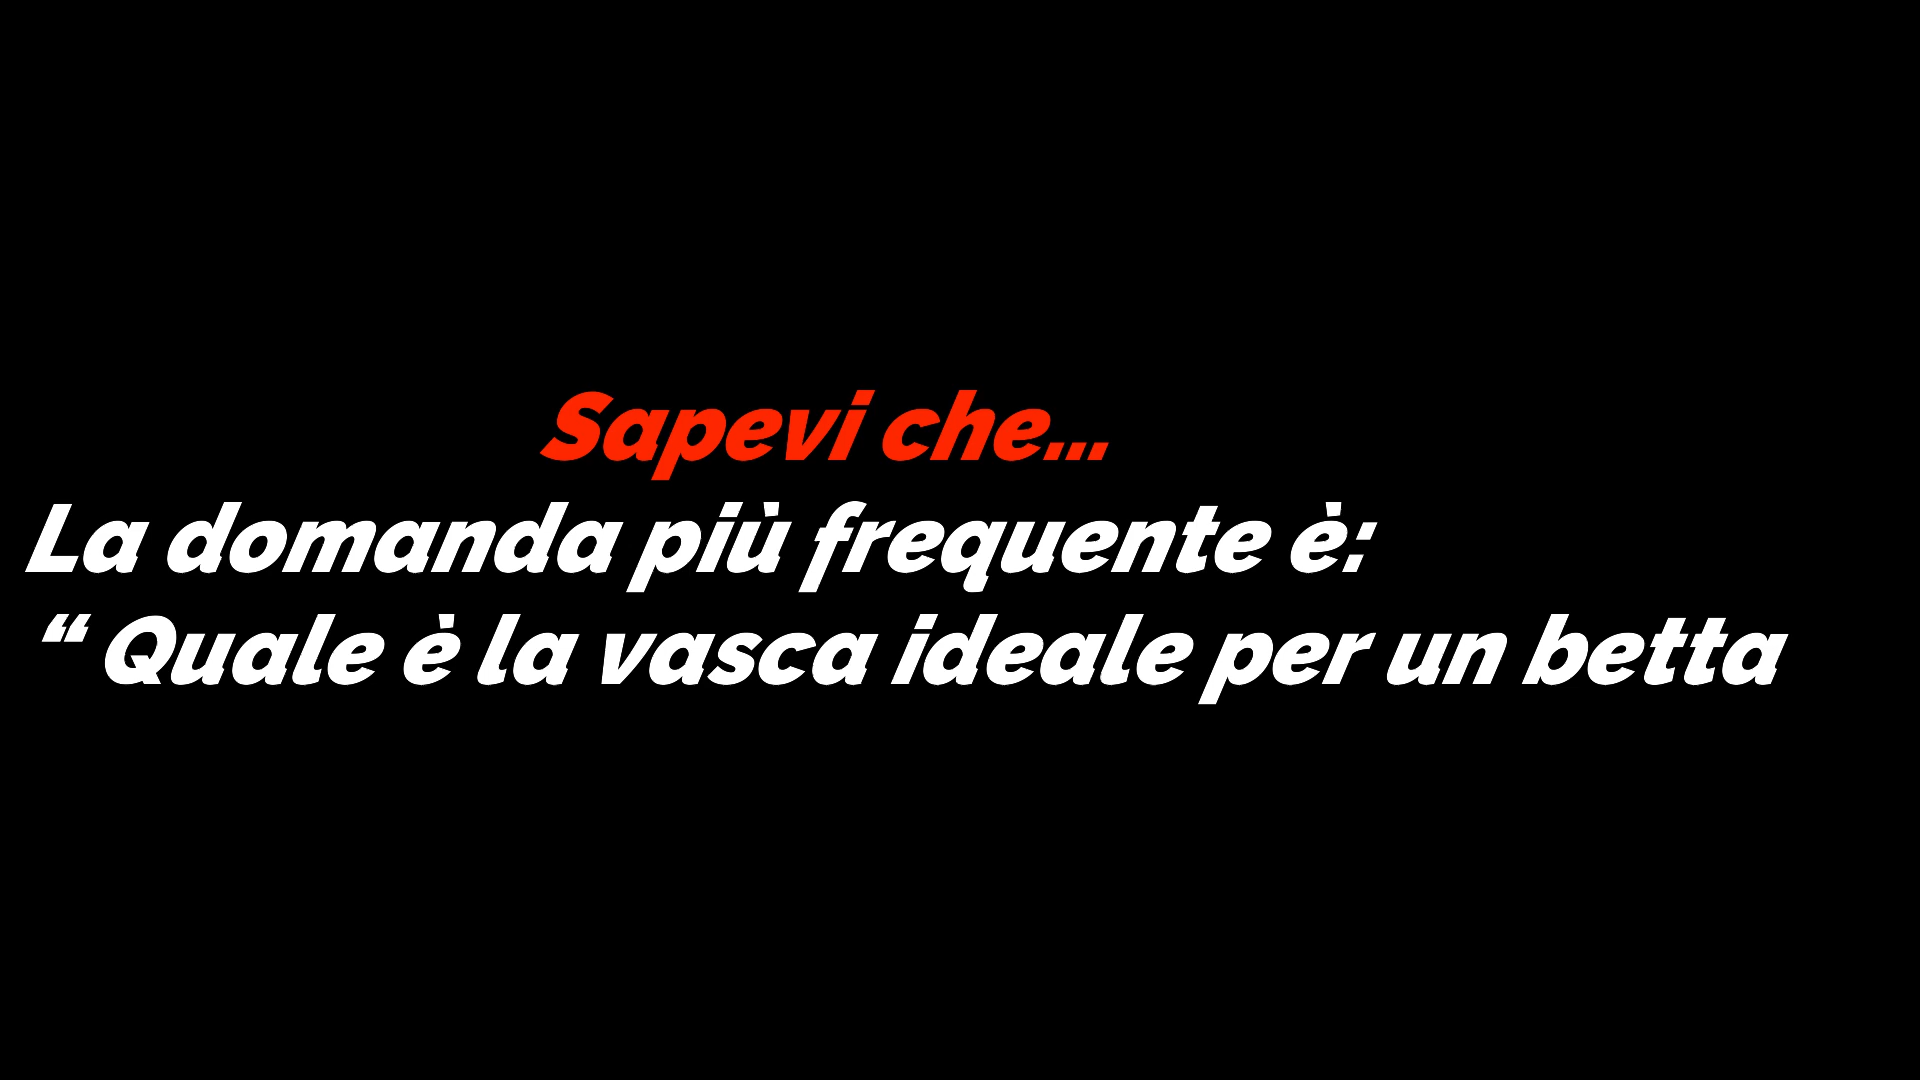 Sapevi che...
La domanda più frequente è:
“ Quale è la vasca ideale per un betta